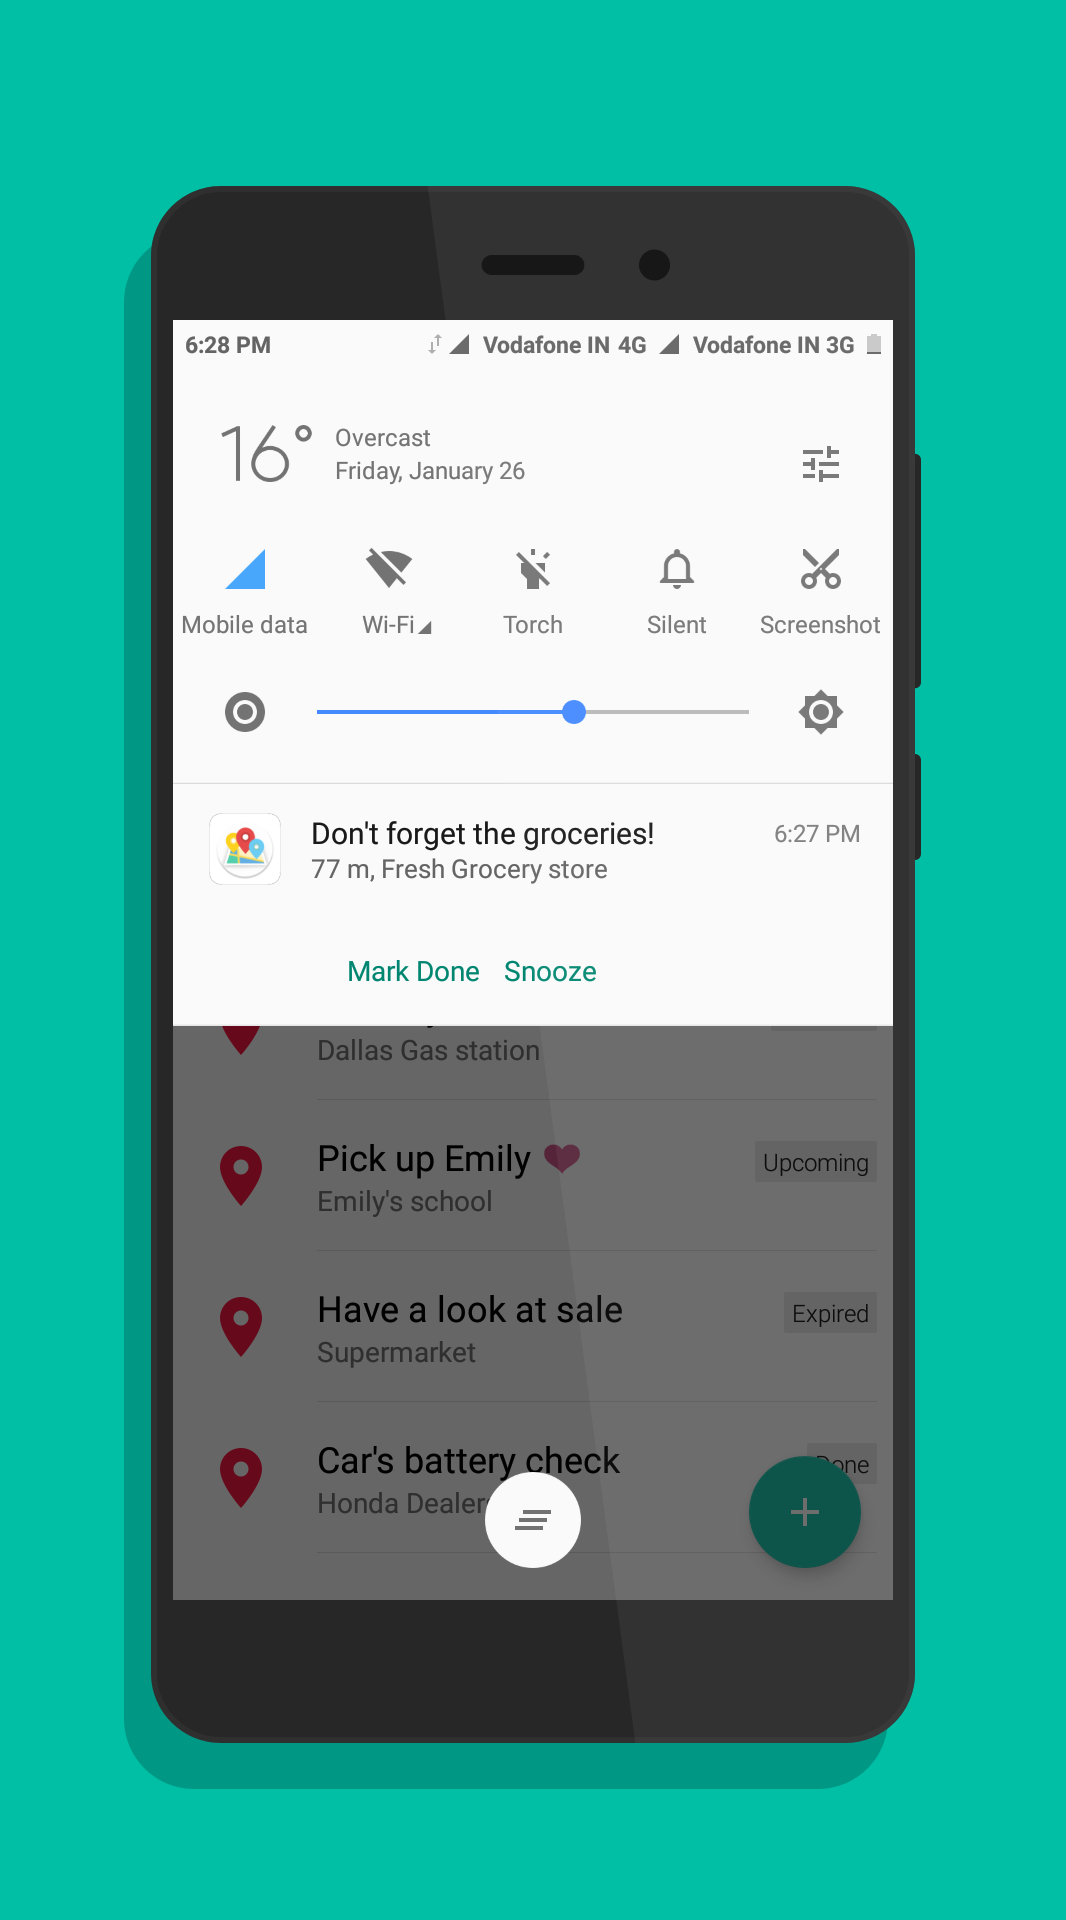 6:28 PM Vodafone IN 4G Vodafone IN 3G
16° Overcast
Friday, January 26
Mobile data Wi-Fi Torch Silent Screenshot
Don't forget the groceries! 6:27 PM
77 m, Fresh Grocery store
Mark Done Snooze
Dallas Gas station
Pick up Emily Upcoming
Emily's school
Have a look at sale Expired
Supermarket
Car's battery check Done
Honda Dealer